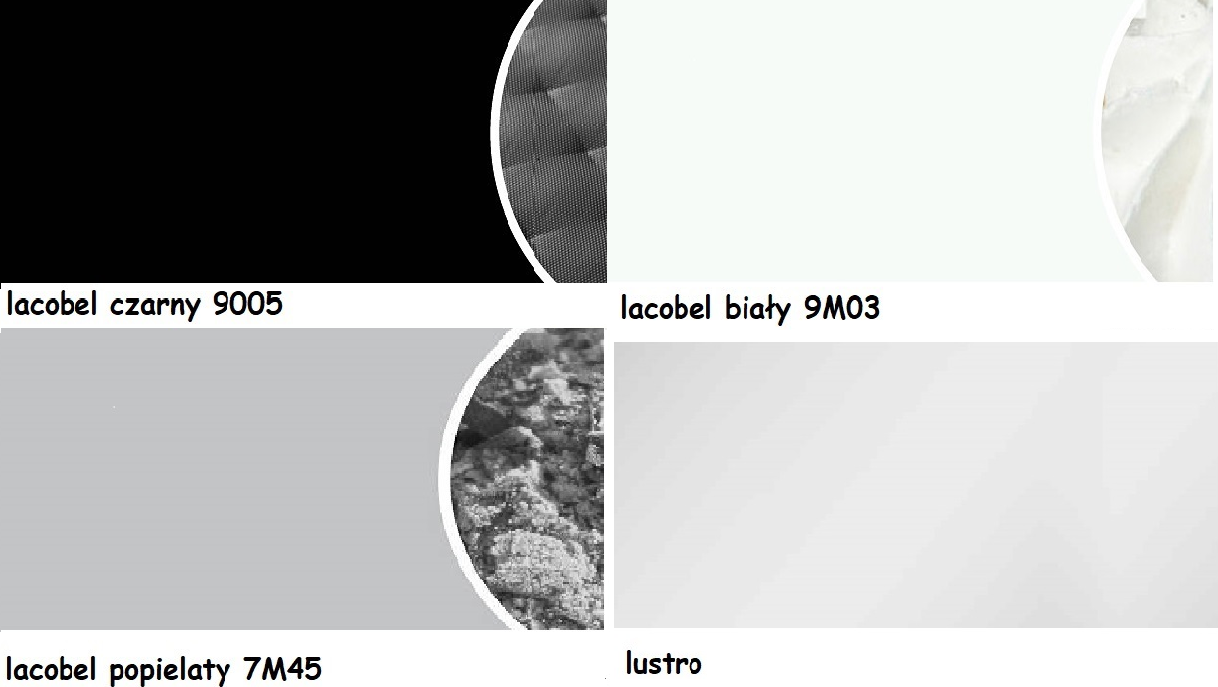 lacobel czarny 9005
lacobel biały 9M03
lacobel popielaty 7M45
lustro